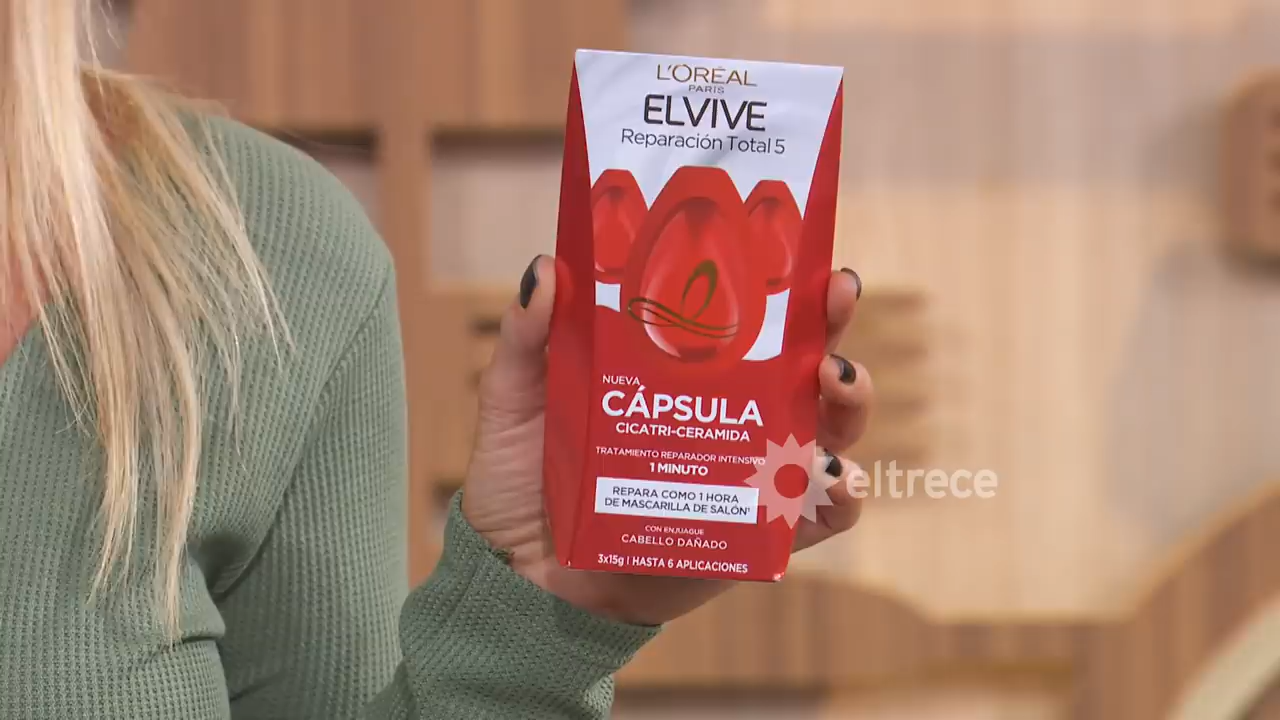 L'ORÉAL
PARIS
ELVIVE
Reparación Total 5
NUEVA
CÁPSULA
CICATRI-CERAMIDA
TRATAMIENTO REPARADOR INTENSIVO
1 MINUTO
REPARA COMO 1 HORA
DE MASCARILLA DE SALÓN¹
CON ENJUAGUE
CABELLO DAÑADO
3x15g | HASTA 6 APLICACIONES
eltrece